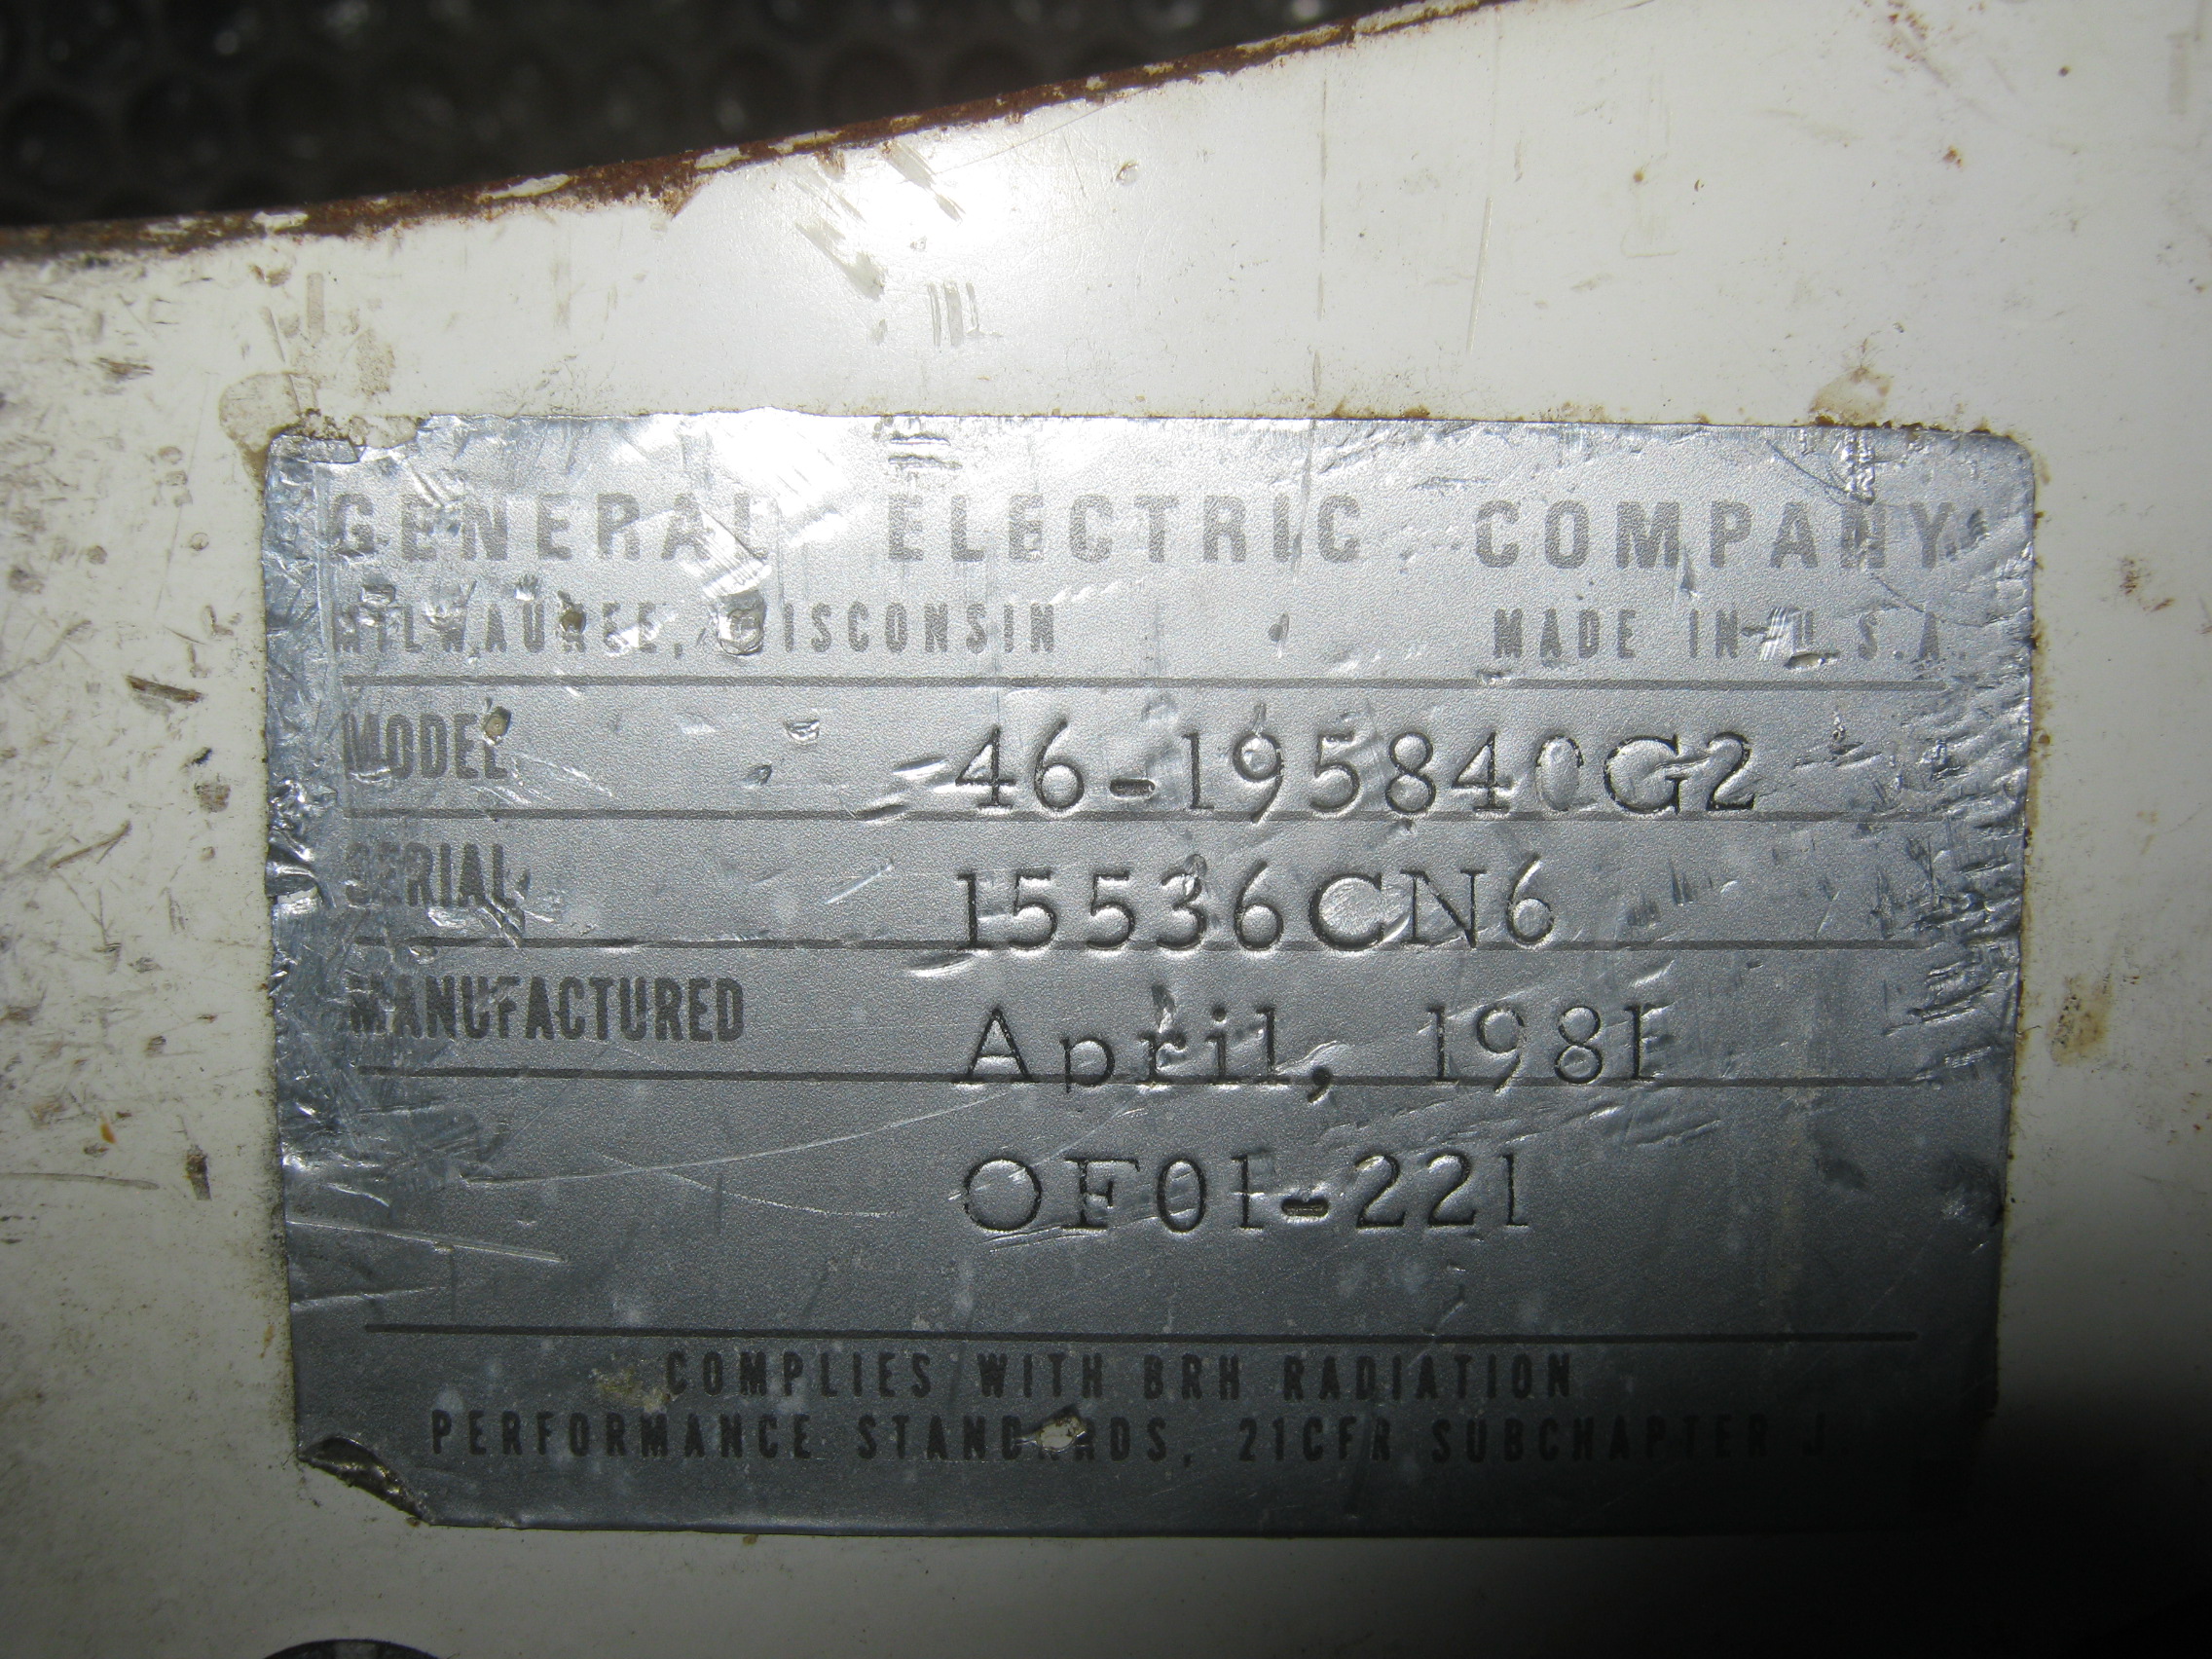 GENERAL ELECTRIC COMPANY
MILWAUKEE, WISCONSIN MADE IN U.S.A.
MODEL 46-195840G2
SERIAL 15536CN6
MANUFACTURED April, 1981
OF01-221
COMPLIES WITH BRH RADIATION
PERFORMANCE STANDARDS, 21CFR SUBCHAPTER J.